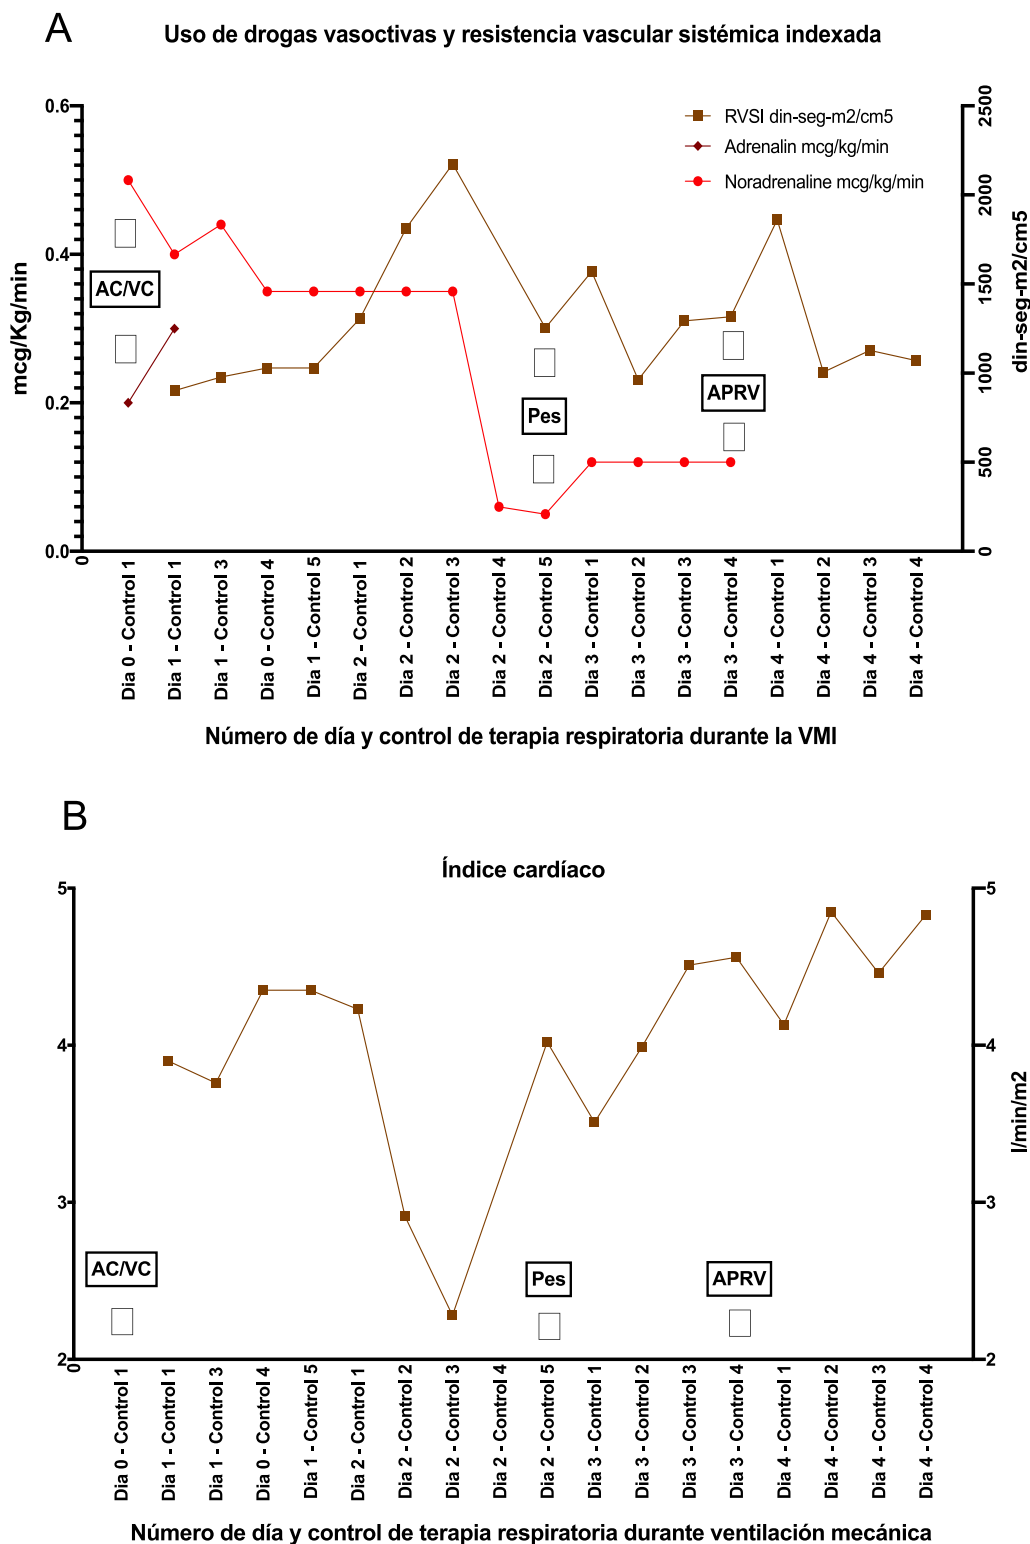 A
Uso de drogas vasoctivas y resistencia vascular sistémica indexada
RVSI din-seg-m2/cm5
Adrenalin mcg/kg/min
Noradrenaline mcg/kg/min
mcg/Kg/min
0.6
0.4
0.2
0.0
2500
2000
1500
1000
500
0
din-seg-m2/cm5
AC/VC
Pes
APRV
0
Dia 0 - Control 1
Dia 1 - Control 1
Dia 1 - Control 3
Dia 0 - Control 4
Dia 1 - Control 5
Dia 2 - Control 1
Dia 2 - Control 2
Dia 2 - Control 3
Dia 2 - Control 4
Dia 2 - Control 5
Dia 3 - Control 1
Dia 3 - Control 2
Dia 3 - Control 3
Dia 3 - Control 4
Dia 4 - Control 1
Dia 4 - Control 2
Dia 4 - Control 3
Dia 4 - Control 4
Número de día y control de terapia respiratoria durante la VMI
B
Índice cardíaco
5
4
3
2
5
4
3
2
l/min/m2
AC/VC
Pes
APRV
0
Dia 0 - Control 1
Dia 1 - Control 1
Dia 1 - Control 3
Dia 0 - Control 4
Dia 1 - Control 5
Dia 2 - Control 1
Dia 2 - Control 2
Dia 2 - Control 3
Dia 2 - Control 4
Dia 2 - Control 5
Dia 3 - Control 1
Dia 3 - Control 2
Dia 3 - Control 3
Dia 3 - Control 4
Dia 4 - Control 1
Dia 4 - Control 2
Dia 4 - Control 3
Dia 4 - Control 4
Número de día y control de terapia respiratoria durante ventilación mecánica